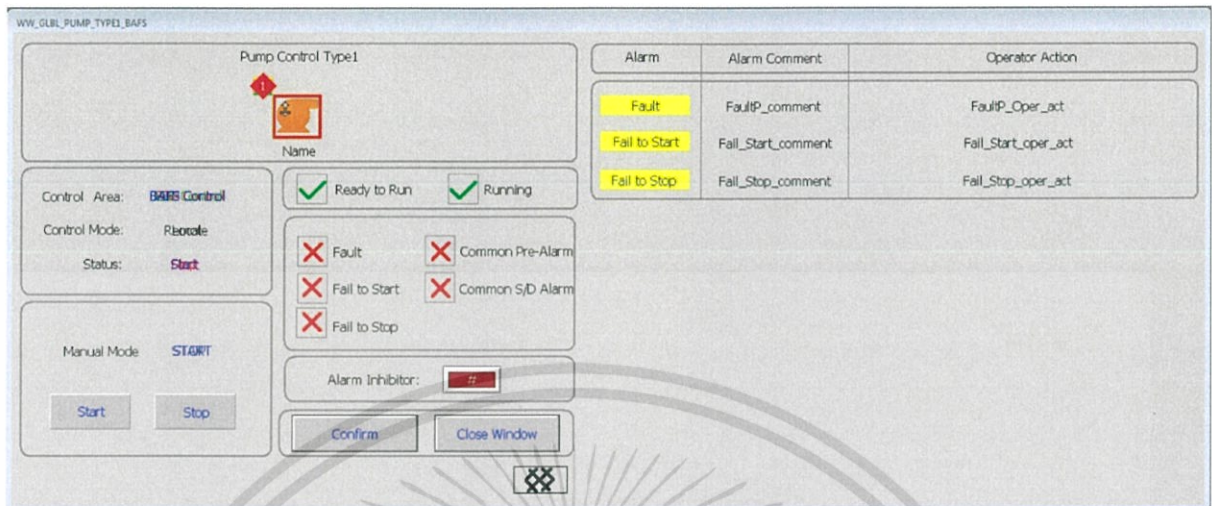 WW_GLBL_PUMP_TYPE1_BAFS
Pump Control Type1
1
Name
Control Area: Control
Control Mode:
Status:
Manual Mode
Start Stop
Ready to Run Running
Fault Common Pre-Alarm
Fail to Start Common S/D Alarm
Fail to Stop
Alarm Inhibitor: #
Confirm Close Window
Alarm Alarm Comment Operator Action
Fault FaultP_comment FaultP_Oper_act
Fail to Start Fail_Start_comment Fail_Start_oper_act
Fail to Stop Fail_Stop_comment Fail_Stop_oper_act